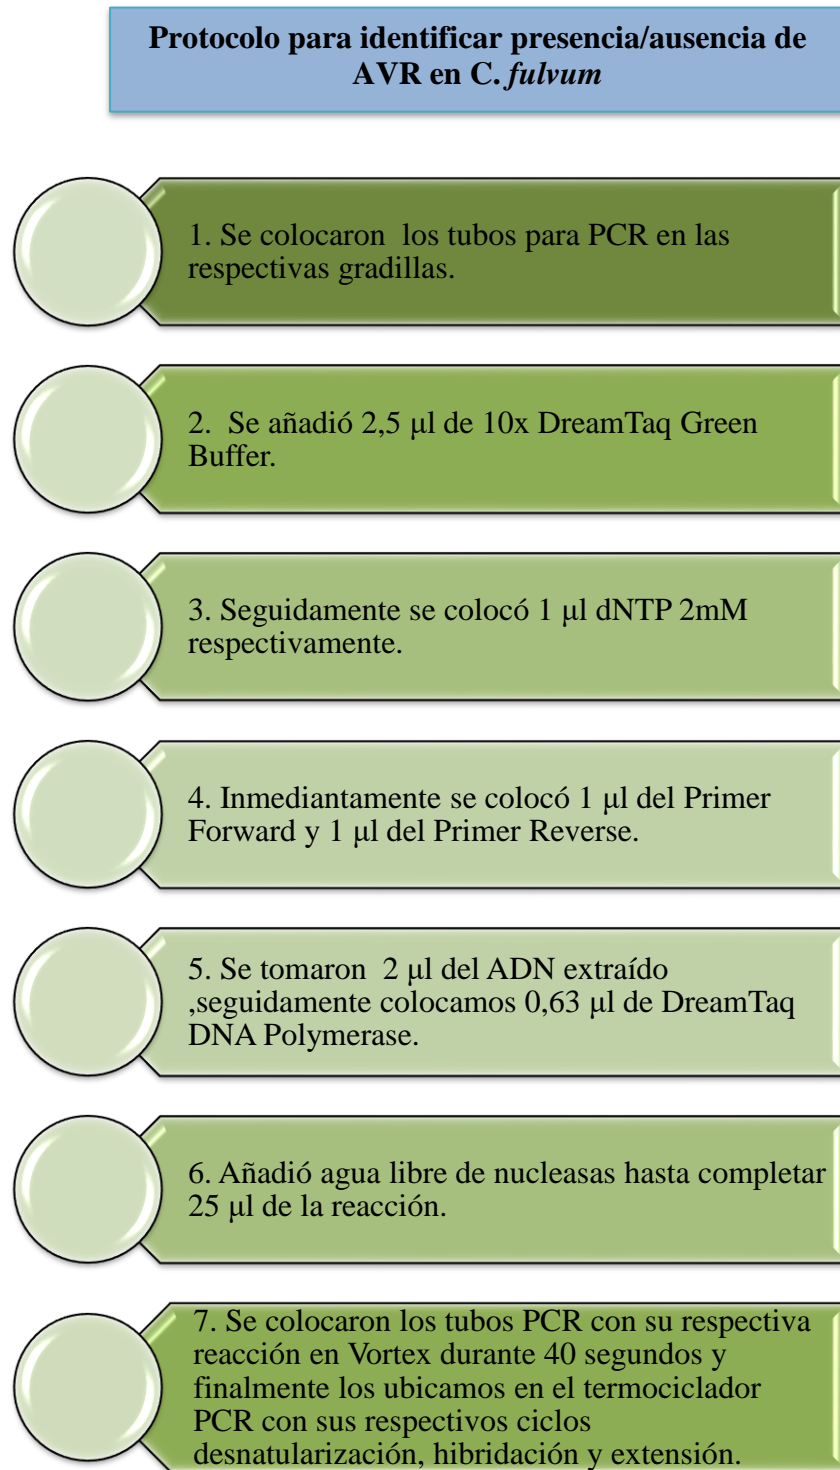 Protocolo para identificar presencia/ausencia de
AVR en C. fulvum
1. Se colocaron los tubos para PCR en las
respectivas gradillas.
2. Se añadió 2,5 μl de 10x DreamTaq Green
Buffer.
3. Seguidamente se colocó 1 μl dNTP 2mM
respectivamente.
4. Inmediantamente se colocó 1 μl del Primer
Forward y 1 μl del Primer Reverse.
5. Se tomaron 2 μl del ADN extraído
,seguidamente colocamos 0,63 μl de DreamTaq
DNA Polymerase.
6. Añadió agua libre de nucleasas hasta completar
25 μl de la reacción.
7. Se colocaron los tubos PCR con su respectiva
reacción en Vortex durante 40 segundos y
finalmente los ubicamos en el termociclador
PCR con sus respectivos ciclos
desnatularización, hibridación y extensión.